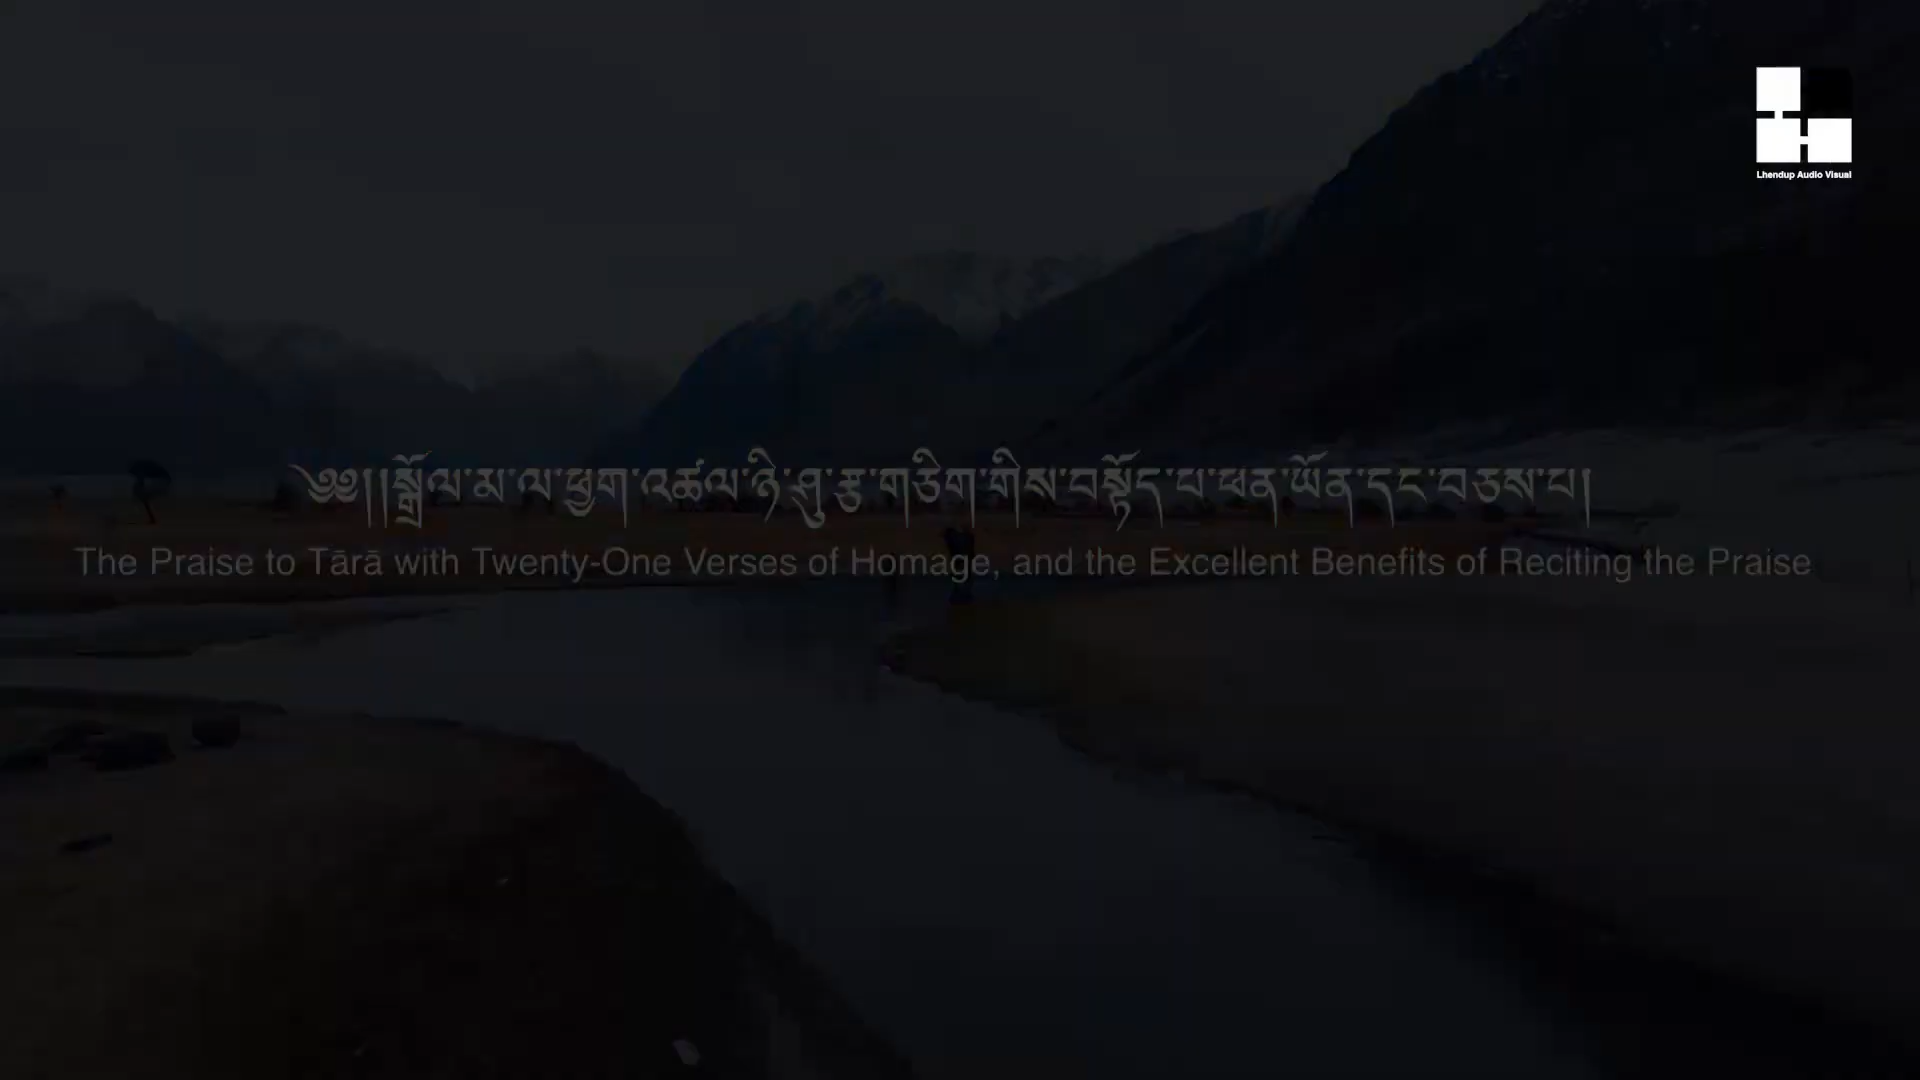 Lhendup Audio Visual
༄༅།།སྒྲོལ་མ་ལ་ཕྱག་འཚལ་ཉི་ཤུ་རྩ་གཅིག་གིས་བསྟོད་པ་ཕན་ཡོན་དང་བཅས་པ།
The Praise to Tārā with Twenty-One Verses of Homage, and the Excellent Benefits of Reciting the Praise